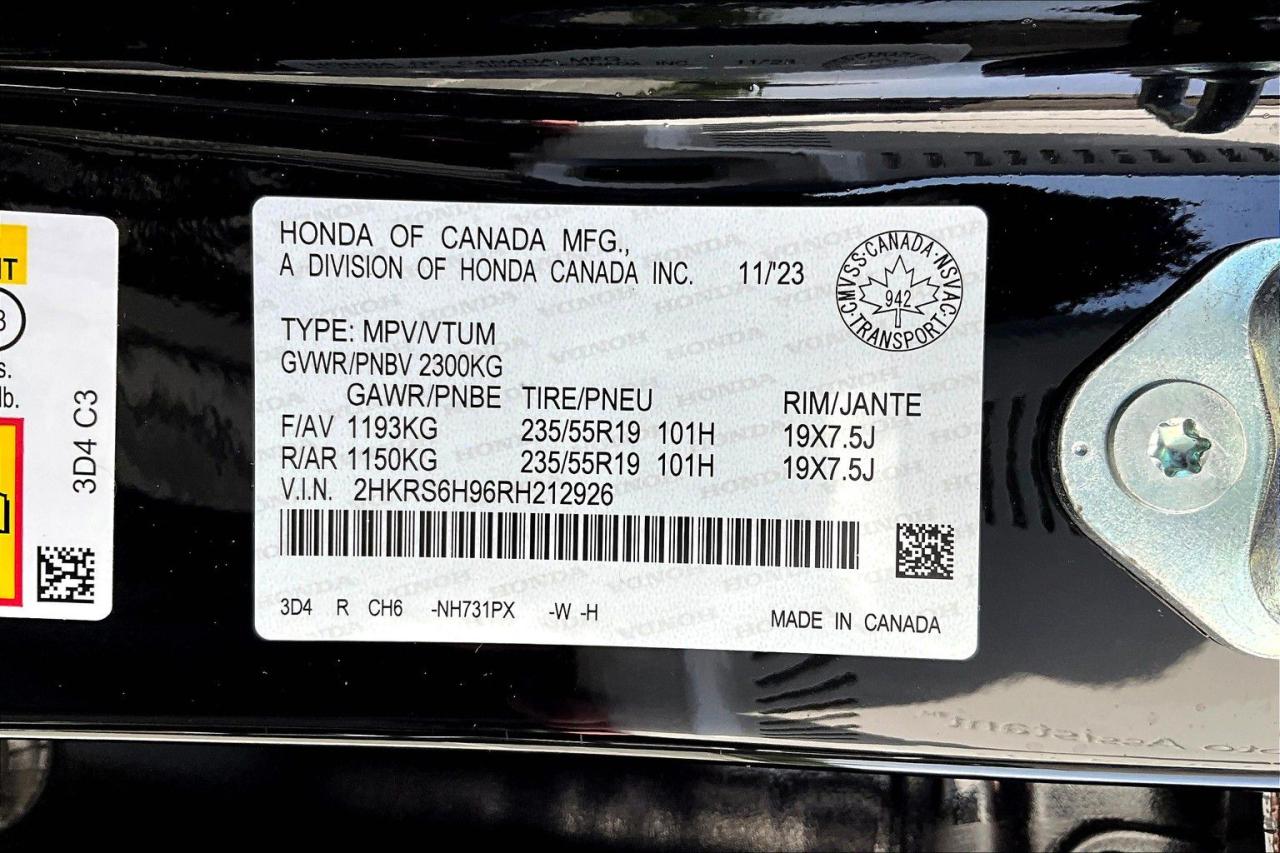 HONDA OF CANADA MFG.,
A DIVISION OF HONDA CANADA INC. 11/'23
CMVSS·CANADA·NSVAC·TRANSPORT·
942
TYPE: MPV/VTUM
GVWR/PNBV 2300KG
GAWR/PNBE TIRE/PNEU RIM/JANTE
F/AV 1193KG 235/55R19 101H 19X7.5J
R/AR 1150KG 235/55R19 101H 19X7.5J
V.I.N. 2HKRS6H96RH212926
3D4 R CH6 -NH731PX -W -H
MADE IN CANADA
3D4 C3
lb.